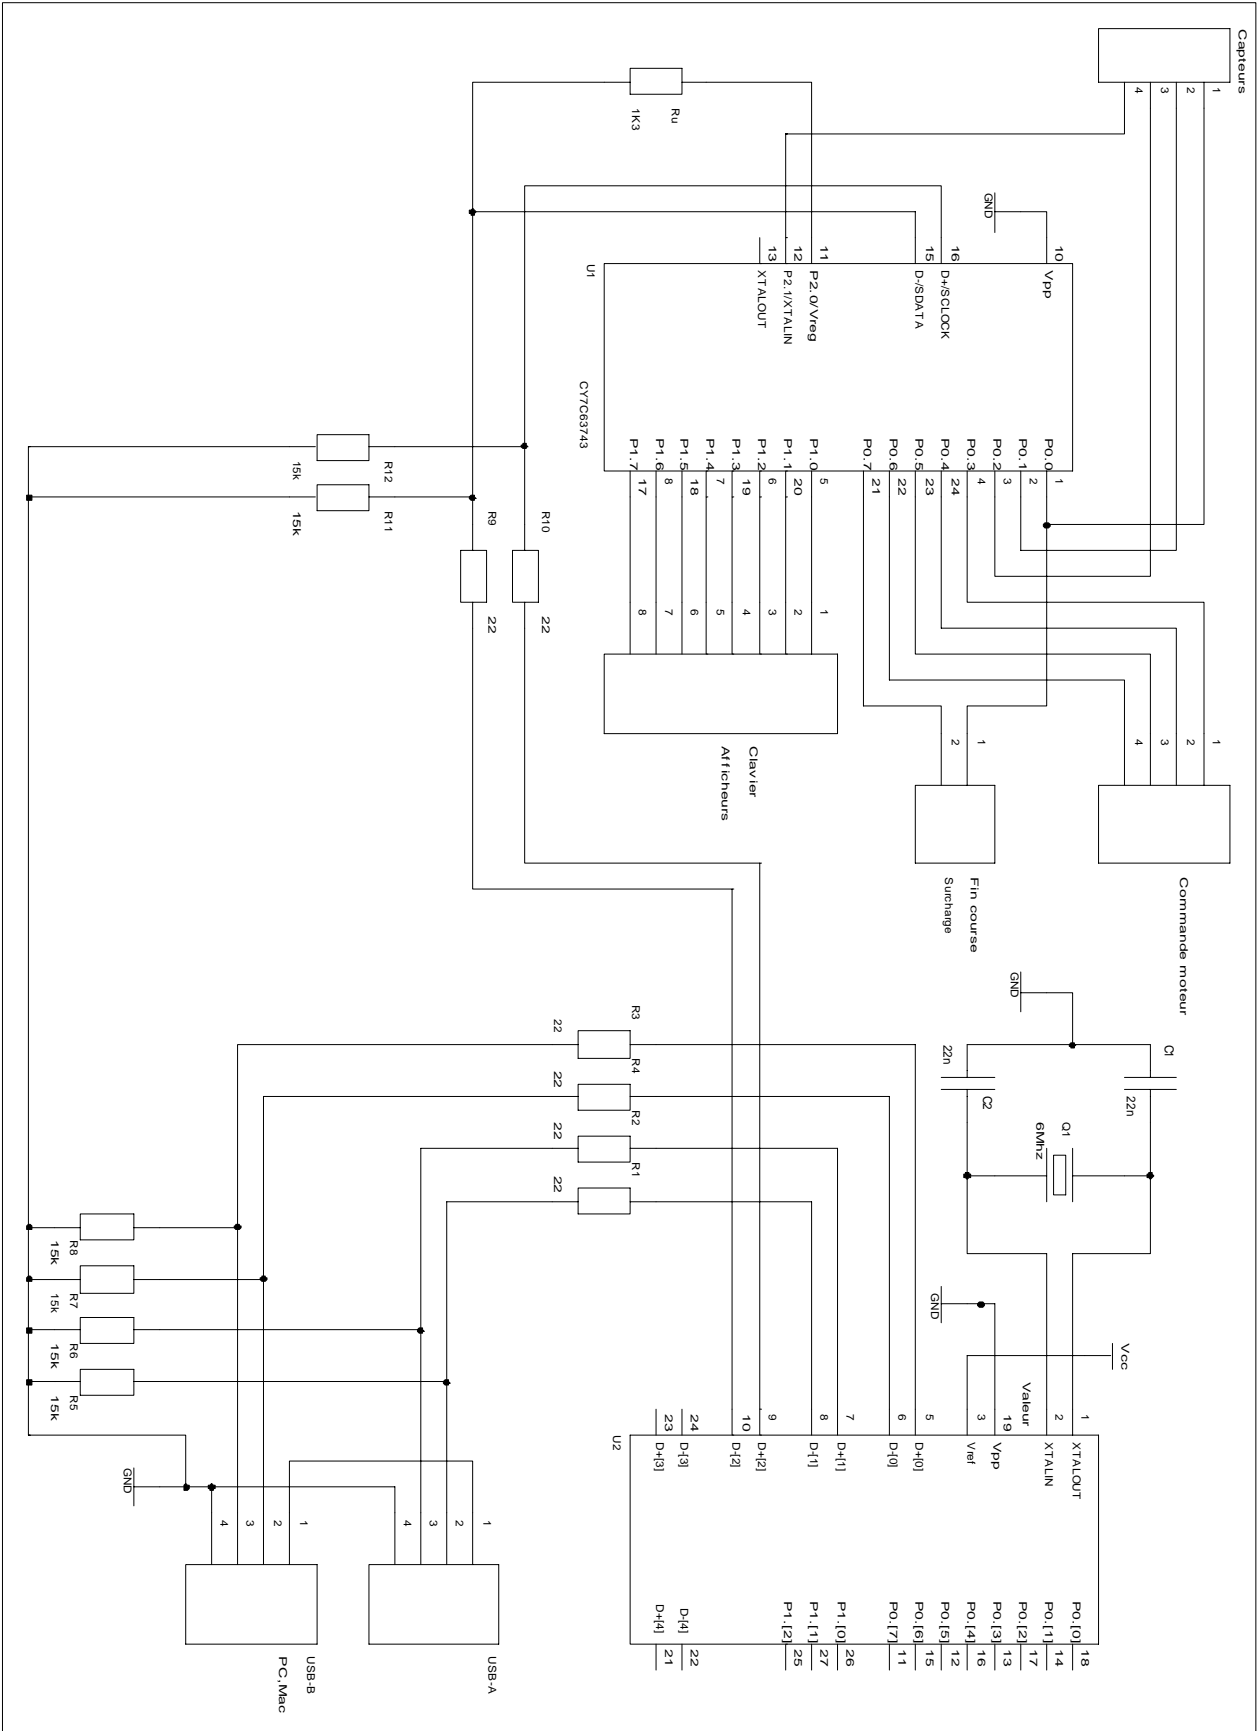 Capteurs
1
2
3
4
Ru
1K3
GND
10
Vpp
16
D+/SCLOCK
15
D-/SDATA
11
P2.0/Vreg
12
P2.1/XTALIN
13
XTALOUT
U1
CY7C63743
P0.0
1
P0.1
2
P0.2
3
P0.3
4
P0.4
24
P0.5
23
P0.6
22
P0.7
21
P1.0
5
P1.1
20
P1.2
6
P1.3
19
P1.4
7
P1.5
18
P1.6
8
P1.7
17
R12
15k
R11
15k
R10
22
R9
22
1
2
3
4
5
6
7
8
Clavier
Afficheurs
1
2
Fin course
Surcharge
1
2
3
4
Commande moteur
GND
C1
22n
C2
22n
Q1
6Mhz
R3
22
R4
22
R2
22
R1
22
R8
15k
R7
15k
R6
15k
R5
15k
GND
Vcc
Valeur
1
XTALOUT
2
XTALIN
19
Vpp
3
Vref
5
D+[0]
6
D-[0]
7
D+[1]
8
D-[1]
9
D+[2]
10
D-[2]
24
D-[3]
23
D+[3]
U2
P0.[0]
18
P0.[1]
14
P0.[2]
17
P0.[3]
13
P0.[4]
16
P0.[5]
12
P0.[6]
15
P0.[7]
11
P1.[0]
26
P1.[1]
27
P1.[2]
25
D-[4]
22
D+[4]
21
GND
1
2
3
4
USB-A
1
2
3
4
USB-B
PC,Mac